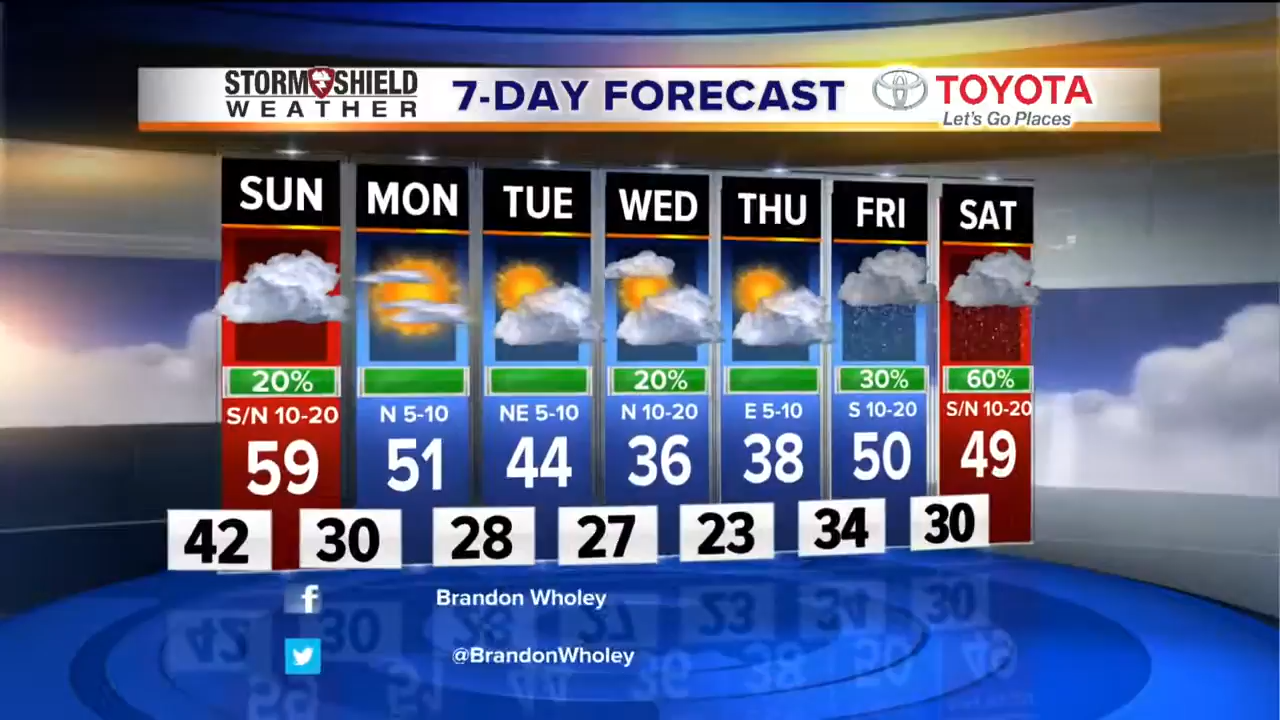 STORM SHIELD
WEATHER
7-DAY FORECAST
TOYOTA
Let's Go Places
SUN MON TUE WED THU FRI SAT
20% 20% 30% 60%
S/N 10-20 N 5-10 NE 5-10 N 10-20 E 5-10 S 10-20 S/N 10-20
59 51 44 36 38 50 49
42 30 28 27 23 34 30
f Brandon Wholey
@BrandonWholey